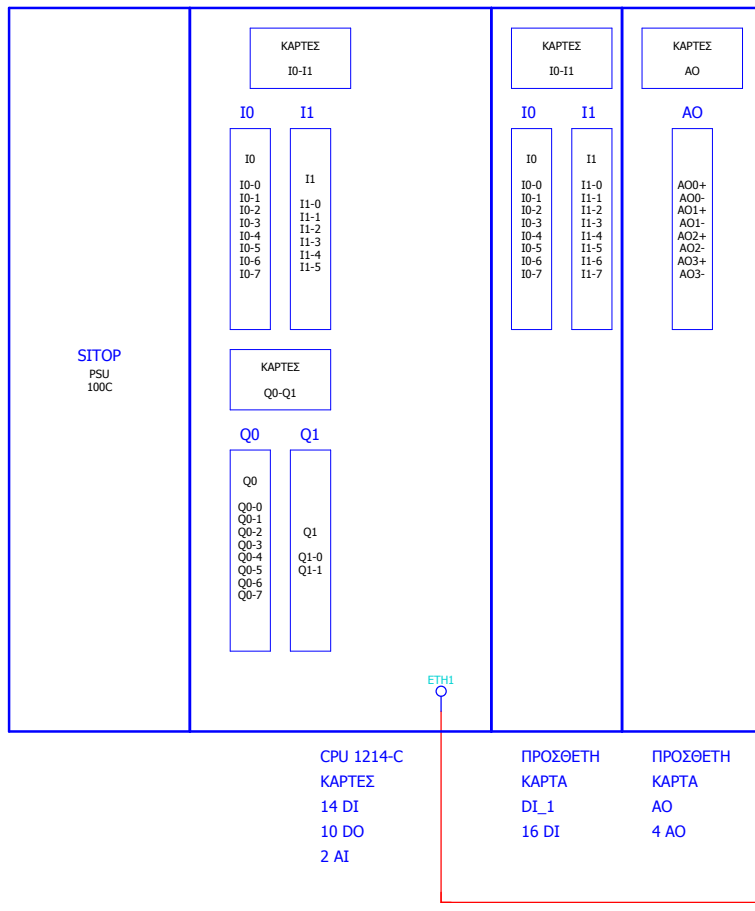 SITOP
PSU
100C
ΚΑΡΤΕΣ
I0-I1
I0
I1
I0
I0-0
I0-1
I0-2
I0-3
I0-4
I0-5
I0-6
I0-7
I1
I1-0
I1-1
I1-2
I1-3
I1-4
I1-5
ΚΑΡΤΕΣ
Q0-Q1
Q0
Q1
Q0
Q0-0
Q0-1
Q0-2
Q0-3
Q0-4
Q0-5
Q0-6
Q0-7
Q1
Q1-0
Q1-1
ETH1
CPU 1214-C
ΚΑΡΤΕΣ
14 DI
10 DO
2 AI
ΚΑΡΤΕΣ
I0-I1
I0
I1
I0
I0-0
I0-1
I0-2
I0-3
I0-4
I0-5
I0-6
I0-7
I1
I1-0
I1-1
I1-2
I1-3
I1-4
I1-5
I1-6
I1-7
ΠΡΟΣΘΕΤΗ
ΚΑΡΤΑ
DI_1
16 DI
ΚΑΡΤΕΣ
AO
AO
AO0+
AO0-
AO1+
AO1-
AO2+
AO2-
AO3+
AO3-
ΠΡΟΣΘΕΤΗ
ΚΑΡΤΑ
AO
4 AO